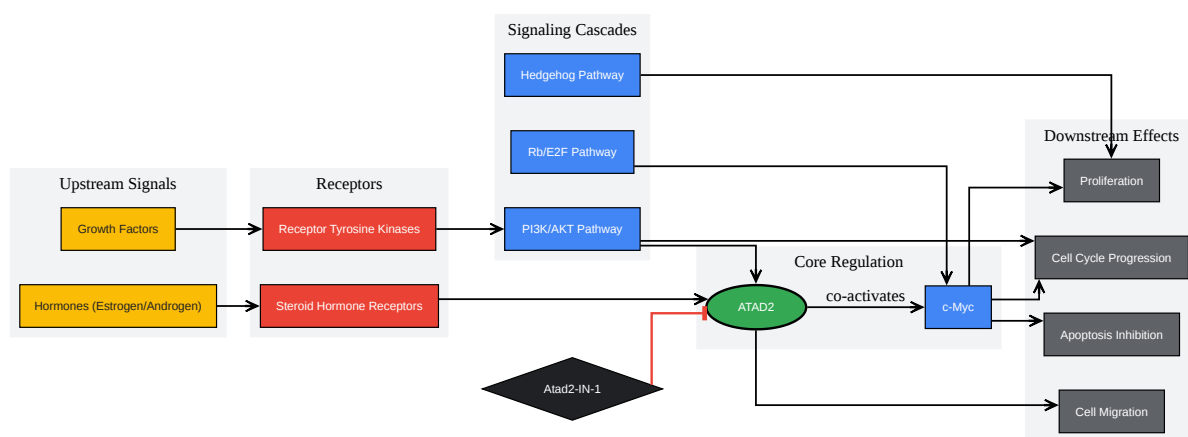 Signaling Cascades
Hedgehog Pathway
Rb/E2F Pathway
PI3K/AKT Pathway
Upstream Signals
Growth Factors
Hormones (Estrogen/Androgen)
Receptors
Receptor Tyrosine Kinases
Steroid Hormone Receptors
Core Regulation
ATAD2
co-activates
c-Myc
Atad2-IN-1
Downstream Effects
Proliferation
Cell Cycle Progression
Apoptosis Inhibition
Cell Migration